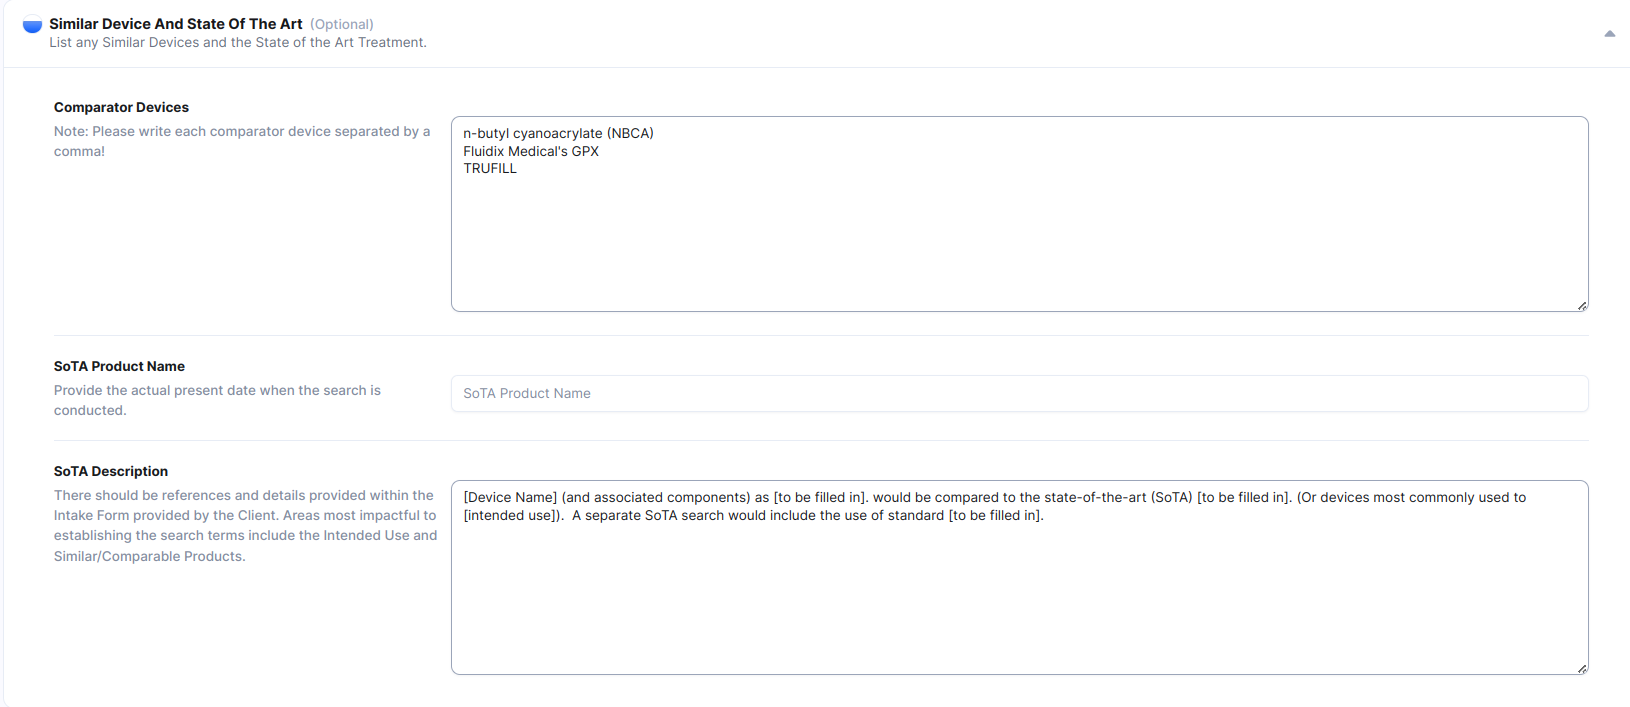 Similar Device And State Of The Art (Optional)
List any Similar Devices and the State of the Art Treatment.
Comparator Devices
Note: Please write each comparator device separated by a
comma!
n-butyl cyanoacrylate (NBCA)
Fluidix Medical's GPX
TRUFILL
SoTA Product Name
Provide the actual present date when the search is
conducted.
SoTA Product Name
SoTA Description
There should be references and details provided within the
Intake Form provided by the Client. Areas most impactful to
establishing the search terms include the Intended Use and
Similar/Comparable Products.
[Device Name] (and associated components) as [to be filled in]. would be compared to the state-of-the-art (SoTA) [to be filled in]. (Or devices most commonly used to
[intended use]).  A separate SoTA search would include the use of standard [to be filled in].